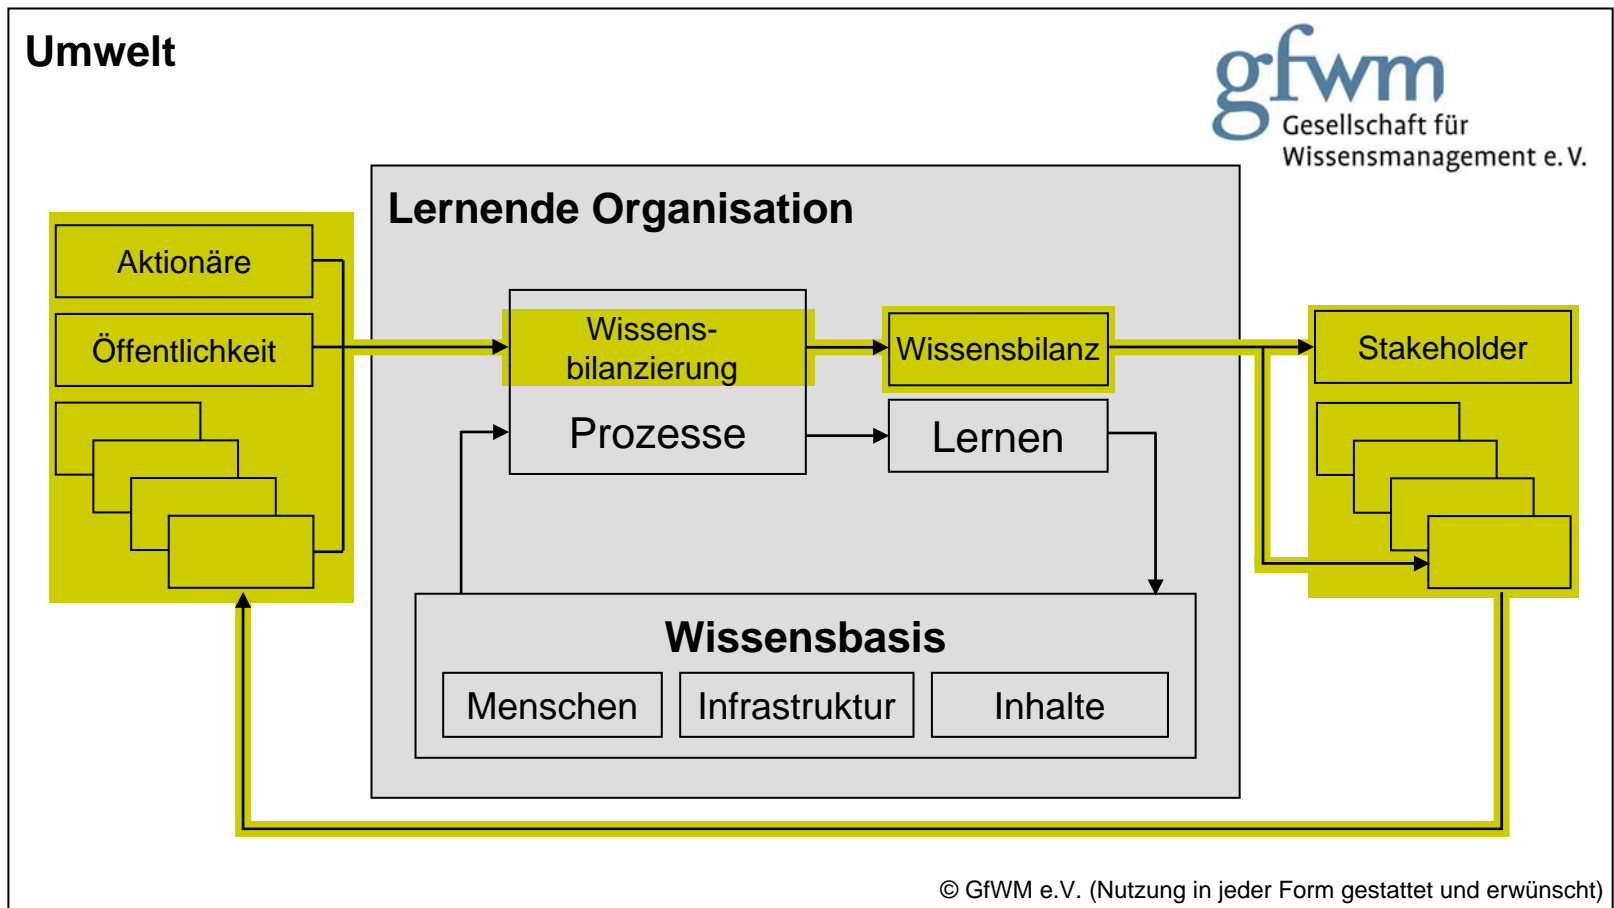 Umwelt
gfwm
Gesellschaft für
Wissensmanagement e. V.
Lernende Organisation
Aktionäre
Öffentlichkeit
Wissens-
bilanzierung
Prozesse
Wissensbilanz
Lernen
Stakeholder
Wissensbasis
Menschen
Infrastruktur
Inhalte
© GfWM e.V. (Nutzung in jeder Form gestattet und erwünscht)